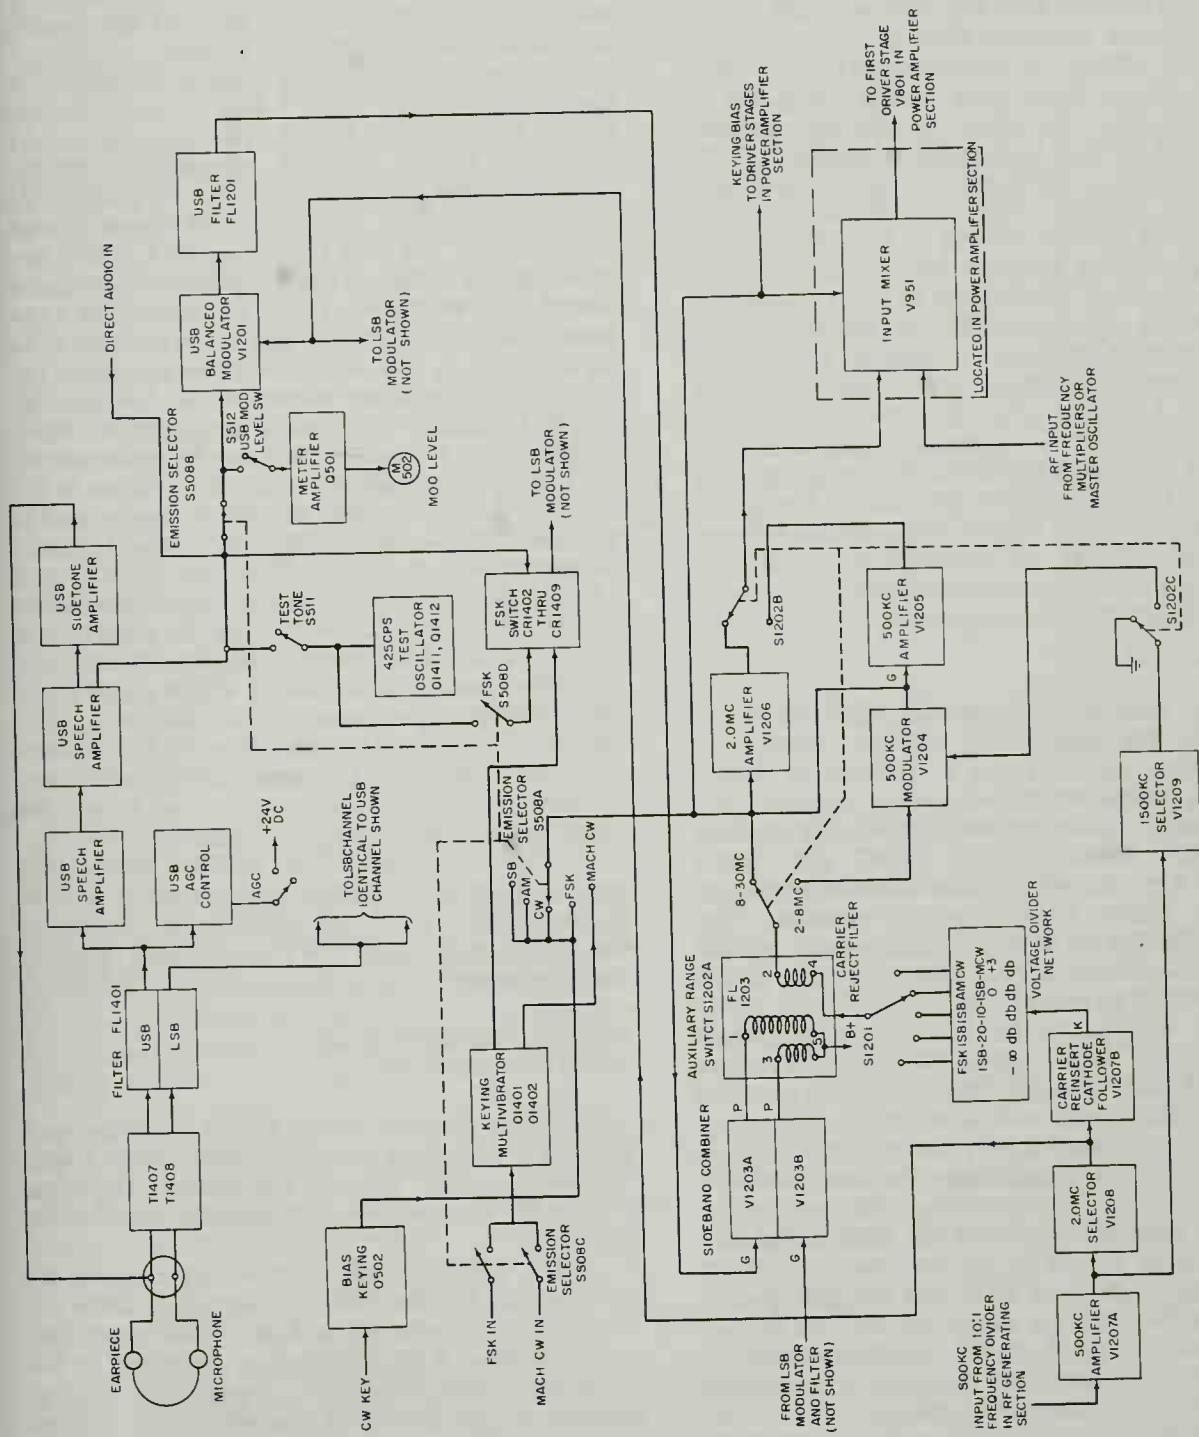 EARPIECE
MICROPHONE
T1407
T1408
FILTER FL1401
USB
LSB
USB
SPEECH
AMPLIFIER
USB
AGC
CONTROL
AGC
+24V
DC
TOLSBCHANNEL
IDENTICAL TO USB
CHANNEL SHOWN
USB
SPEECH
AMPLIFIER
USB
SIDETONE
AMPLIFIER
DIRECT AUDIO IN
EMISSION SELECTOR
S508B
TEST
TONE
S511
425CPS
TEST
OSCILLATOR
Q1411, Q1412
S512
USB MOD
LEVEL SW
METER
AMPLIFIER
Q501
M
502
MOD LEVEL
USB
BALANCED
MODULATOR
V1201
USB
FILTER
FL1201
TO LSB
MODULATOR
(NOT SHOWN)
FSK
SWITCH
CR1402
THRU
CR1409
TO LSB
MODULATOR
(NOT SHOWN)
FSK
S508D
CW KEY
BIAS
KEYING
Q502
FSK IN
MACH CW IN
EMISSION
SELECTOR
S508C
KEYING
MULTIVIBRATOR
Q1401
Q1402
EMISSION
SELECTOR
S508A
SB
AM
CW
FSK
MACH CW
KEYING BIAS
TO DRIVER STAGES
IN POWER AMPLIFIER
SECTION
TO FIRST
DRIVER STAGE
V801 IN
POWER AMPLIFIER
SECTION
INPUT MIXER
V951
LOCATED IN POWER AMPLIFIER SECTION
RF INPUT
FROM FREQUENCY
MULTIPLIERS OR
MASTER OSCILLATOR
SIDEBAND COMBINER
V1203A
V1203B
G
G
P
P
FROM LSB
MODULATOR
AND FILTER
(NOT SHOWN)
AUXILIARY RANGE
SWITCT S1202A
FL
1203
1
2
3
4
5
B+
CARRIER
REJECT FILTER
8-30MC
2-8MC
2.0MC
AMPLIFIER
V1206
S1202B
500KC
MODULATOR
V1204
G
500KC
AMPLIFIER
V1205
S1202C
S1201
FSK ISB ISB ISB AM CW
ISB-20-10-ISB-MCW
0 +3
-∞ db db db db
VOLTAGE DIVIDER
NETWORK
K
CARRIER
REINSERT
CATHODE
FOLLOWER
V1207B
2.0MC
SELECTOR
V1208
500KC
AMPLIFIER
V1207A
500KC
INPUT FROM 10:1
FREQUENCY DIVIDER
IN RF GENERATING
SECTION
1500KC
SELECTOR
V1209